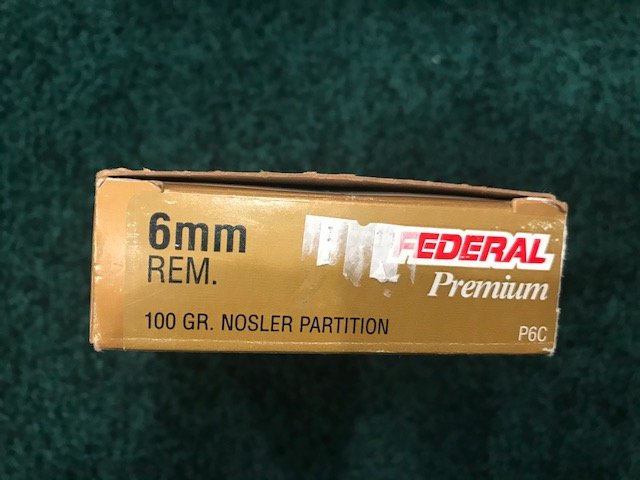 6mm
REM.
100 GR. NOSLER PARTITION
FEDERAL
Premium
P6C